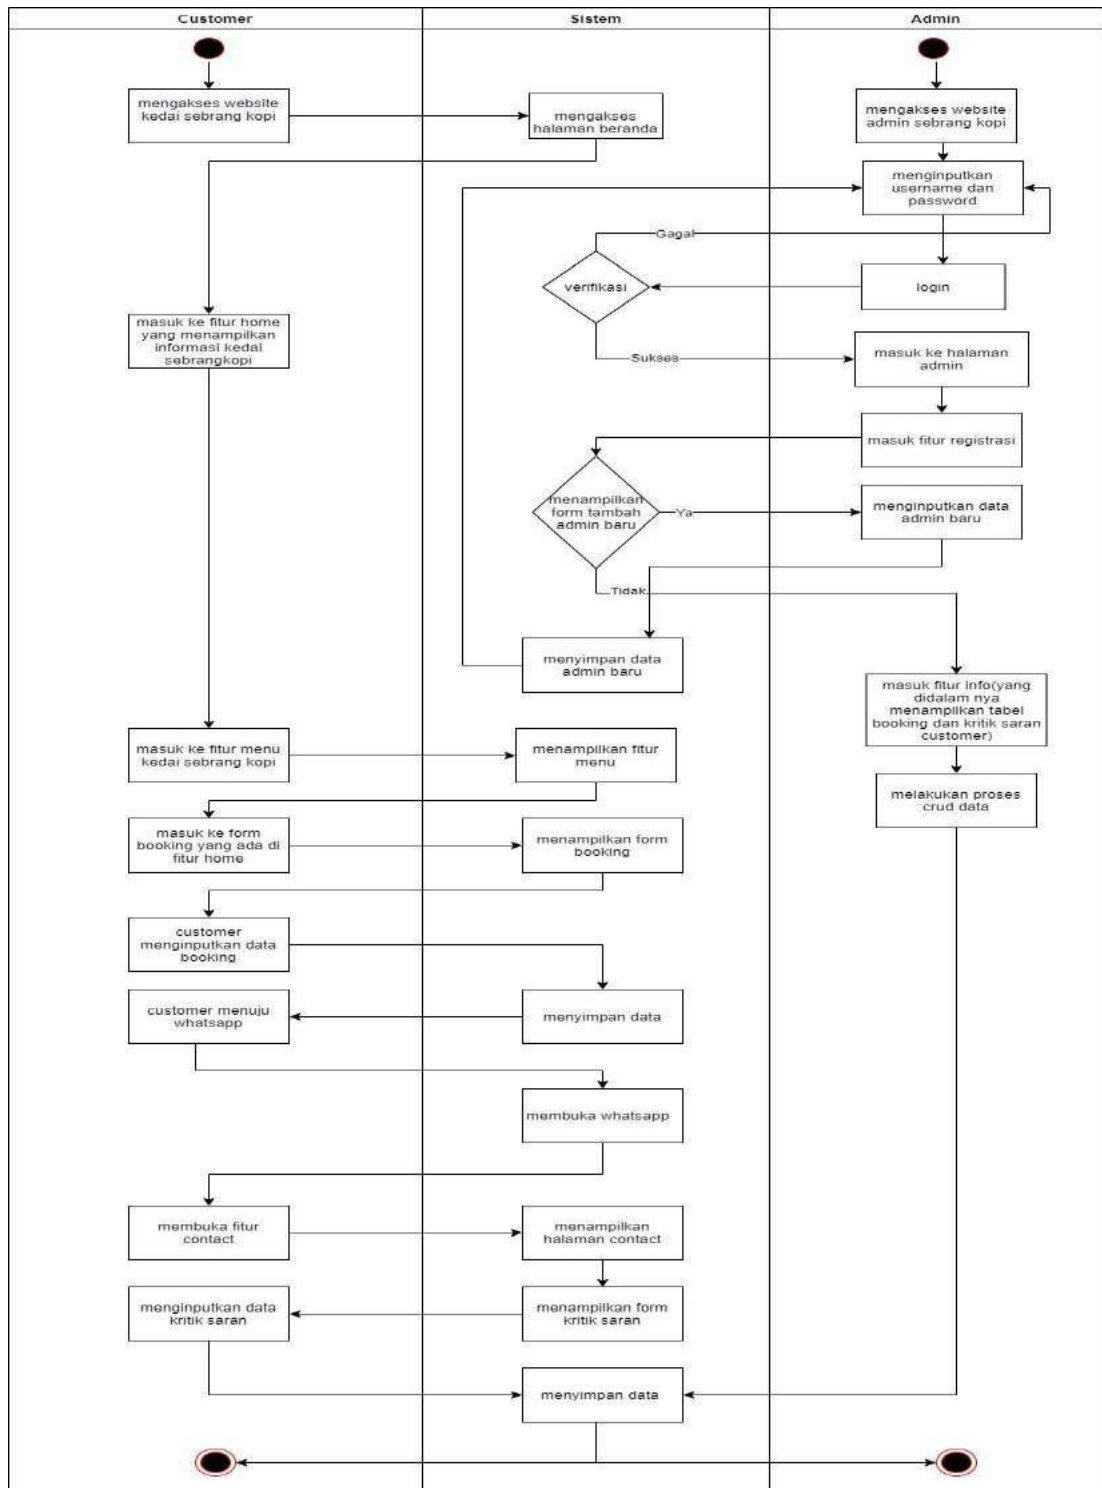 Customer
Sistem
Admin
mengakses website
kedai sebrang kopi
mengakses
halaman beranda
mengakses website
admin sebrang kopi
menginputkan
username dan
password
Gagal
verifikasi
login
masuk ke fitur home
yang menampilkan
informasi kedai
sebrangkopi
Sukses
masuk ke halaman
admin
masuk fitur registrasi
menampilkan
form tambah
admin baru
Ya
menginputkan data
admin baru
Tidak
menyimpan data
admin baru
masuk fitur info(yang
didalam nya
menampilkan tabel
booking dan kritik saran
customer)
masuk ke fitur menu
kedai sebrang kopi
menampilkan fitur
menu
melakukan proses
crud data
masuk ke form
booking yang ada di
fitur home
menampilkan form
booking
customer
menginputkan data
booking
customer menuju
whatsapp
menyimpan data
membuka whatsapp
membuka fitur
contact
menampilkan
halaman contact
menginputkan data
kritik saran
menampilkan form
kritik saran
menyimpan data